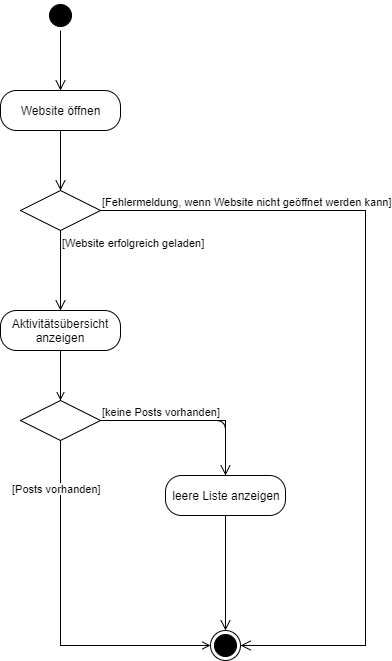 Website öffnen
[Fehlermeldung, wenn Website nicht geöffnet werden kann]
[Website erfolgreich geladen]
Aktivitätsübersicht
anzeigen
[keine Posts vorhanden]
[Posts vorhanden]
leere Liste anzeigen